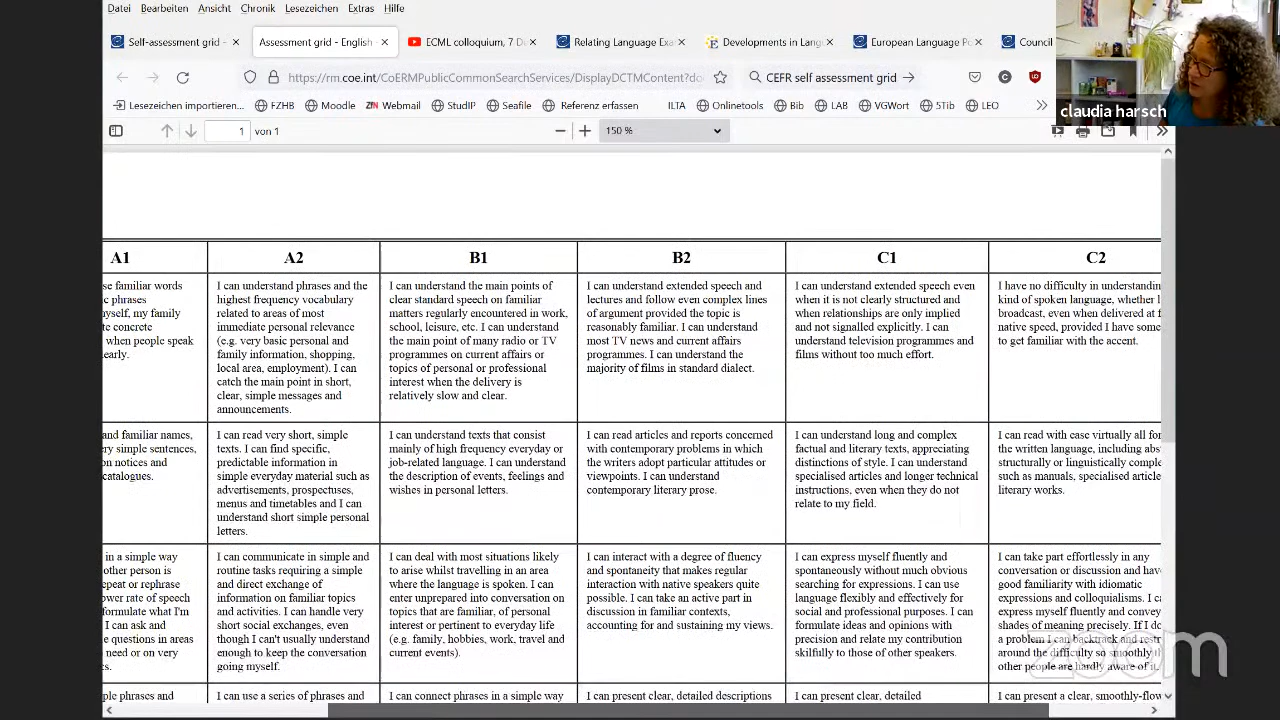 Datei Bearbeiten Ansicht Chronik Lesezeichen Extras Hilfe
Self-assessment grid - Assessment grid - English ECML colloquium, 7 D Relating Language Exa Developments in Lang European Language Po Council
https://rm.coe.int/CoERMPublicCommonSearchServices/DisplayDCTMContent?do CEFR self assessment grid
Lesezeichen importieren... FZHB Moodle Webmail StudIP Seafile Referenz erfassen ILTA Onlinetools Bib LAB VGWort STib LEO
claudia harsch
1 von 1 150 %
A1
se familiar words
c phrases
yself, my family
te concrete
when people speak
early.
A2
I can understand phrases and the
highest frequency vocabulary
related to areas of most
immediate personal relevance
(e.g. very basic personal and
family information, shopping,
local area, employment). I can
catch the main point in short,
clear, simple messages and
announcements.
B1
I can understand the main points of
clear standard speech on familiar
matters regularly encountered in work,
school, leisure, etc. I can understand
the main point of many radio or TV
programmes on current affairs or
topics of personal or professional
interest when the delivery is
relatively slow and clear.
B2
I can understand extended speech and
lectures and follow even complex lines
of argument provided the topic is
reasonably familiar. I can understand
most TV news and current affairs
programmes. I can understand the
majority of films in standard dialect.
C1
I can understand extended speech even
when it is not clearly structured and
when relationships are only implied
and not signalled explicitly. I can
understand television programmes and
films without too much effort.
C2
I have no difficulty in understandin
kind of spoken language, whether l
broadcast, even when delivered at f
native speed, provided I have some
to get familiar with the accent.
and familiar names,
ry simple sentences,
on notices and
catalogues.
I can read very short, simple
texts. I can find specific,
predictable information in
simple everyday material such as
advertisements, prospectuses,
menus and timetables and I can
understand short simple personal
letters.
I can understand texts that consist
mainly of high frequency everyday or
job-related language. I can understand
the description of events, feelings and
wishes in personal letters.
I can read articles and reports concerned
with contemporary problems in which
the writers adopt particular attitudes or
viewpoints. I can understand
contemporary literary prose.
I can understand long and complex
factual and literary texts, appreciating
distinctions of style. I can understand
specialised articles and longer technical
instructions, even when they do not
relate to my field.
I can read with ease virtually all for
the written language, including abs
structurally or linguistically comple
such as manuals, specialised article
literary works.
in a simple way
other person is
epeat or rephrase
ower rate of speech
formulate what I'm
I can ask and
e questions in areas
need or on very
s.
I can communicate in simple and
routine tasks requiring a simple
and direct exchange of
information on familiar topics
and activities. I can handle very
short social exchanges, even
though I can't usually understand
enough to keep the conversation
going myself.
I can deal with most situations likely
to arise whilst travelling in an area
where the language is spoken. I can
enter unprepared into conversation on
topics that are familiar, of personal
interest or pertinent to everyday life
(e.g. family, hobbies, work, travel and
current events).
I can interact with a degree of fluency
and spontaneity that makes regular
interaction with native speakers quite
possible. I can take an active part in
discussion in familiar contexts,
accounting for and sustaining my views.
I can express myself fluently and
spontaneously without much obvious
searching for expressions. I can use
language flexibly and effectively for
social and professional purposes. I can
formulate ideas and opinions with
precision and relate my contribution
skilfully to those of other speakers.
I can take part effortlessly in any
conversation or discussion and hav
good familiarity with idiomatic
expressions and colloquialisms. I c
express myself fluently and convey
shades of meaning precisely. If I do
a problem I can backtrack and restr
around the difficulty so smoothly th
other people are hardly aware of it.
ple phrases and
I can use a series of phrases and
I can connect phrases in a simple way
I can present clear, detailed descriptions
I can present clear, detailed
I can present a clear, smoothly-flow
zoom